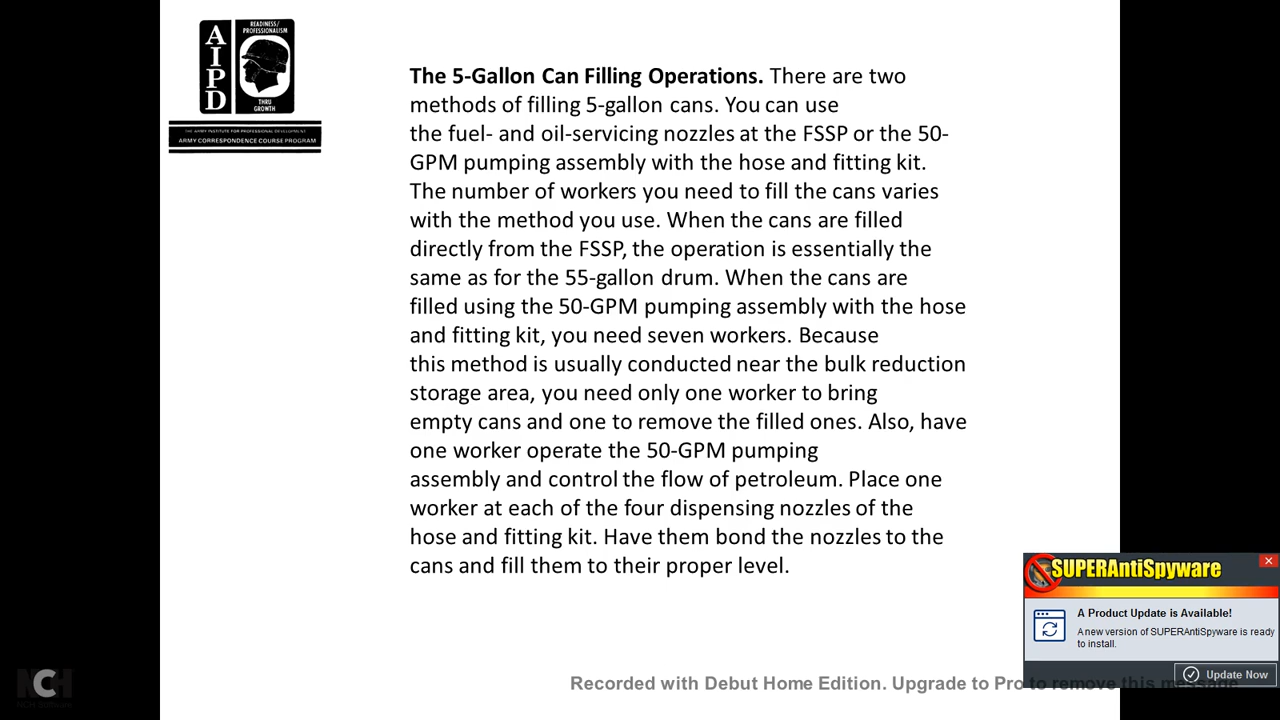 AIPD
READINESS/
PROFESSIONALISM
THRU
GROWTH
THE ARMY INSTITUTE FOR PROFESSIONAL DEVELOPMENT
ARMY CORRESPONDENCE COURSE PROGRAM
The 5-Gallon Can Filling Operations. There are two
methods of filling 5-gallon cans. You can use
the fuel- and oil-servicing nozzles at the FSSP or the 50-
GPM pumping assembly with the hose and fitting kit.
The number of workers you need to fill the cans varies
with the method you use. When the cans are filled
directly from the FSSP, the operation is essentially the
same as for the 55-gallon drum. When the cans are
filled using the 50-GPM pumping assembly with the hose
and fitting kit, you need seven workers. Because
this method is usually conducted near the bulk reduction
storage area, you need only one worker to bring
empty cans and one to remove the filled ones. Also, have
one worker operate the 50-GPM pumping
assembly and control the flow of petroleum. Place one
worker at each of the four dispensing nozzles of the
hose and fitting kit. Have them bond the nozzles to the
cans and fill them to their proper level.
SUPERAntiSpyware
A Product Update is Available!
A new version of SUPERAntiSpyware is ready
to install.
Update Now
NCH
NCH Software
Recorded with Debut Home Edition. Upgrade to Pro to remove this message